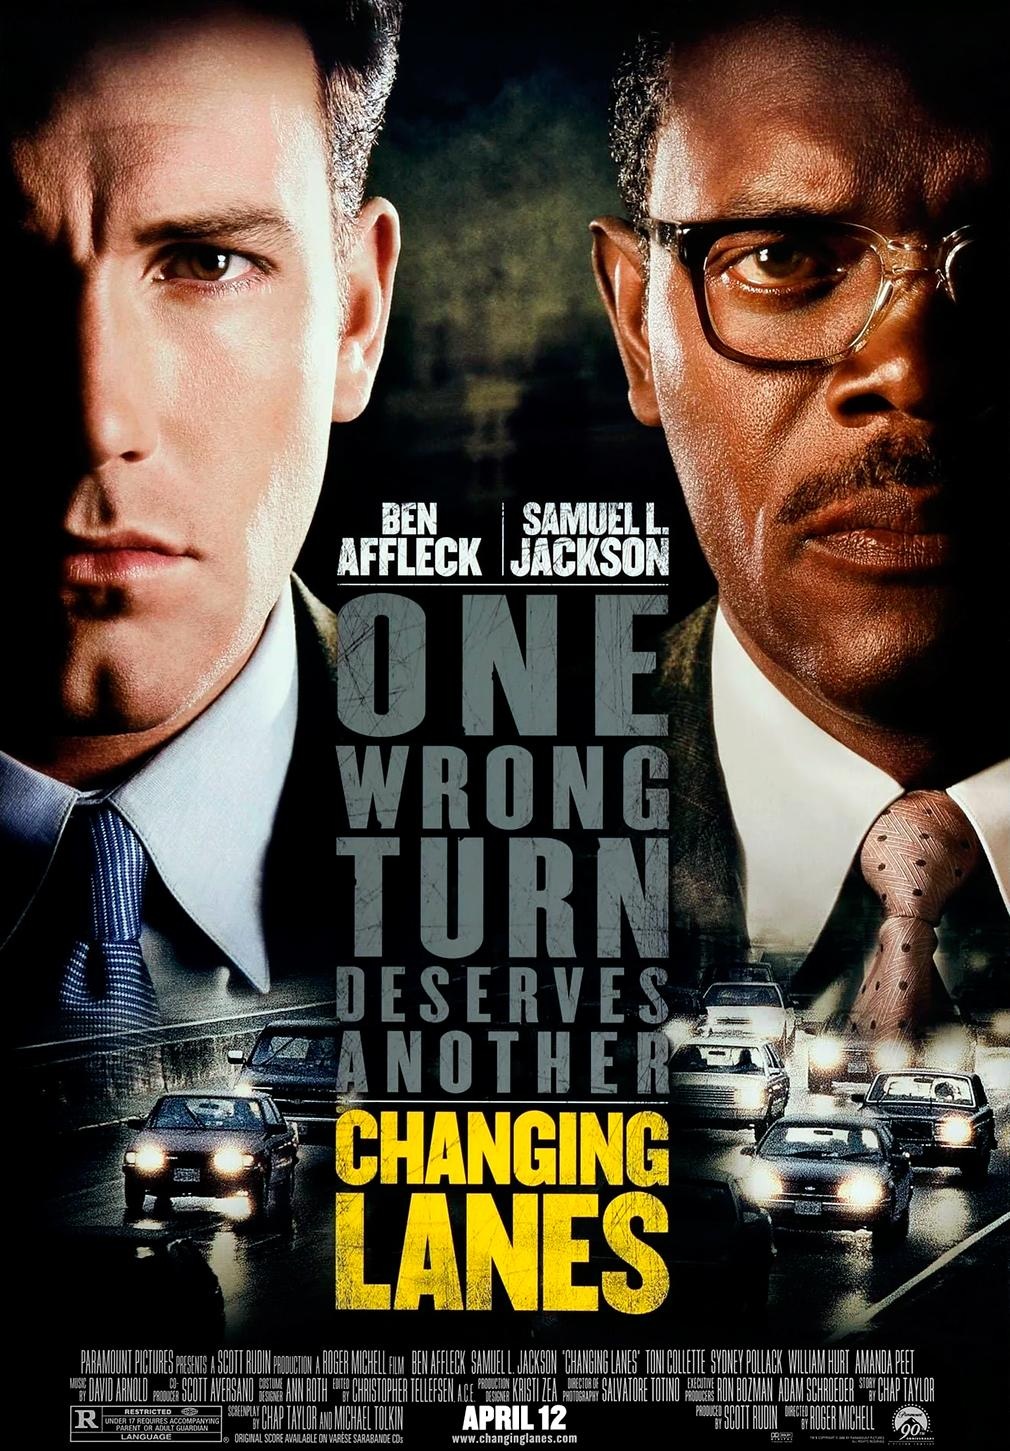 BEN
AFFLECK
SAMUEL L.
JACKSON
ONE
WRONG
TURN
DESERVES
ANOTHER
CHANGING
LANES
PARAMOUNT PICTURES PRESENTS A SCOTT RUDIN PRODUCTION A ROGER MICHELL FILM BEN AFFLECK SAMUEL L. JACKSON "CHANGING LANES" TONI COLLETTE SYDNEY POLLACK WILLIAM HURT AMANDA PEET
MUSIC BY DAVID ARNOLD CO-PRODUCER SCOTT AVERSANO COSTUME DESIGNER ANN ROTH EDITED BY CHRISTOPHER TELLEFSEN, A.C.E. PRODUCTION DESIGNER KRISTI ZEA DIRECTOR OF PHOTOGRAPHY SALVATORE TOTINO EXECUTIVE PRODUCERS RON BOZMAN ADAM SCHROEDER STORY BY CHAP TAYLOR
SCREENPLAY BY CHAP TAYLOR AND MICHAEL TOLKIN
PRODUCED BY SCOTT RUDIN DIRECTED BY ROGER MICHELL
R RESTRICTED
UNDER 17 REQUIRES ACCOMPANYING
PARENT OR ADULT GUARDIAN
LANGUAGE
ORIGINAL SCORE AVAILABLE ON VARÈSE SARABANDE CDs
APRIL 12
www.changinglanes.com
Paramount
90TH